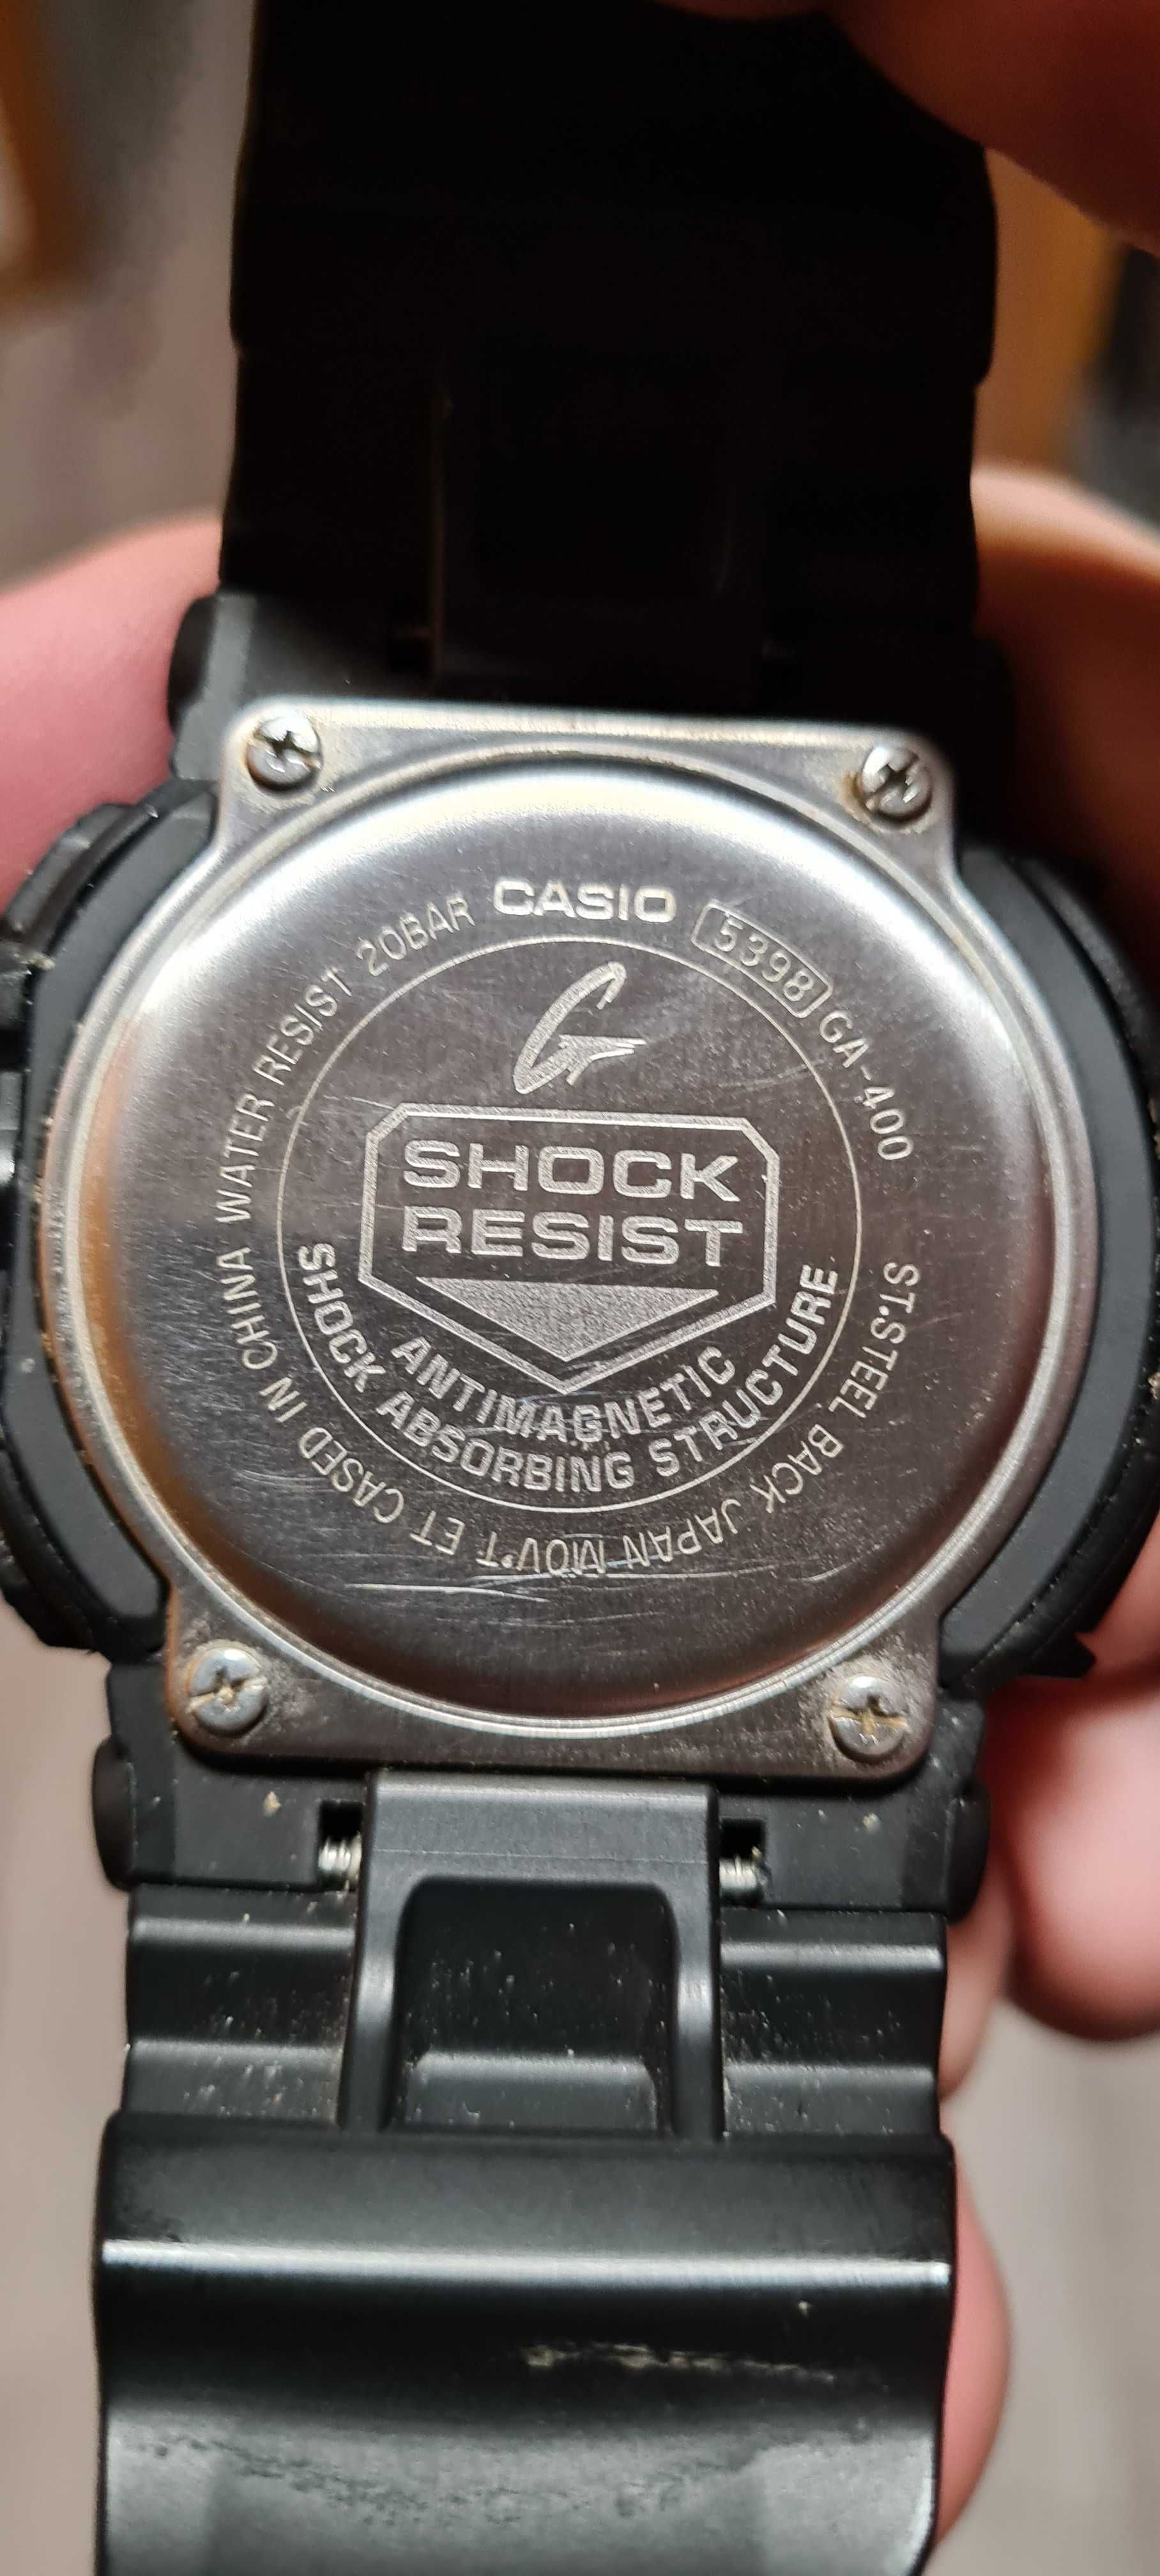 CASIO
5398 GA-400
ST.STEEL BACK JAPAN MOV'T ET CASED IN CHINA WATER RESIST 20BAR
G
SHOCK
RESIST
ANTIMAGNETIC
SHOCK ABSORBING STRUCTURE